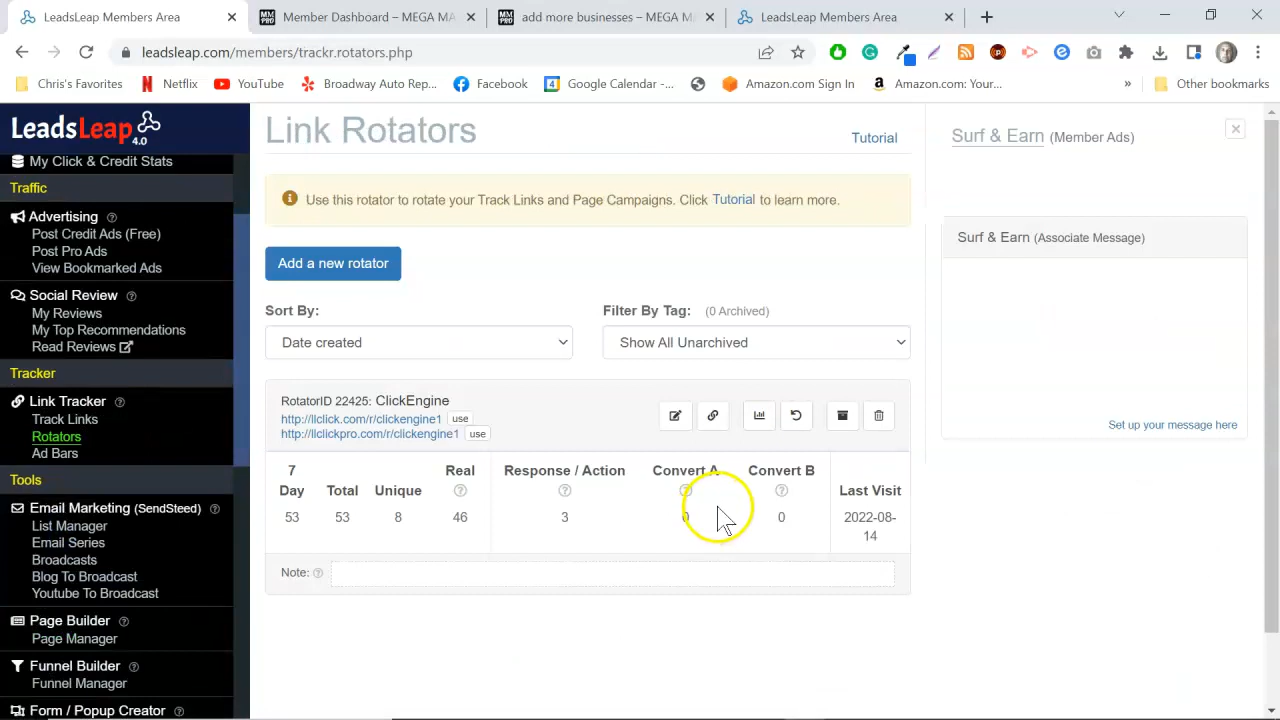 LeadsLeap Members Area
Member Dashboard – MEGA MA
add more businesses – MEGA MA
LeadsLeap Members Area
leadsleap.com/members/trackr.rotators.php
Chris's Favorites
Netflix
YouTube
Broadway Auto Rep...
Facebook
Google Calendar -...
Amazon.com Sign In
Amazon.com: Your...
»
Other bookmarks
LeadsLeap 4.0
My Click & Credit Stats
Traffic
Advertising
Post Credit Ads (Free)
Post Pro Ads
View Bookmarked Ads
Social Review
My Reviews
My Top Recommendations
Read Reviews
Tracker
Link Tracker
Track Links
Rotators
Ad Bars
Tools
Email Marketing (SendSteed)
List Manager
Email Series
Broadcasts
Blog To Broadcast
Youtube To Broadcast
Page Builder
Page Manager
Funnel Builder
Funnel Manager
Form / Popup Creator
Link Rotators
Tutorial
Use this rotator to rotate your Track Links and Page Campaigns. Click Tutorial to learn more.
Add a new rotator
Sort By:
Date created
Filter By Tag: (0 Archived)
Show All Unarchived
RotatorID 22425: ClickEngine
http://llclick.com/r/clickengine1 use
http://llclickpro.com/r/clickengine1 use
7 Day Total Unique Real Response / Action Convert A Convert B Last Visit
53 53 8 46 3 0 0 2022-08-14
Note:
Surf & Earn (Member Ads)
Surf & Earn (Associate Message)
Set up your message here